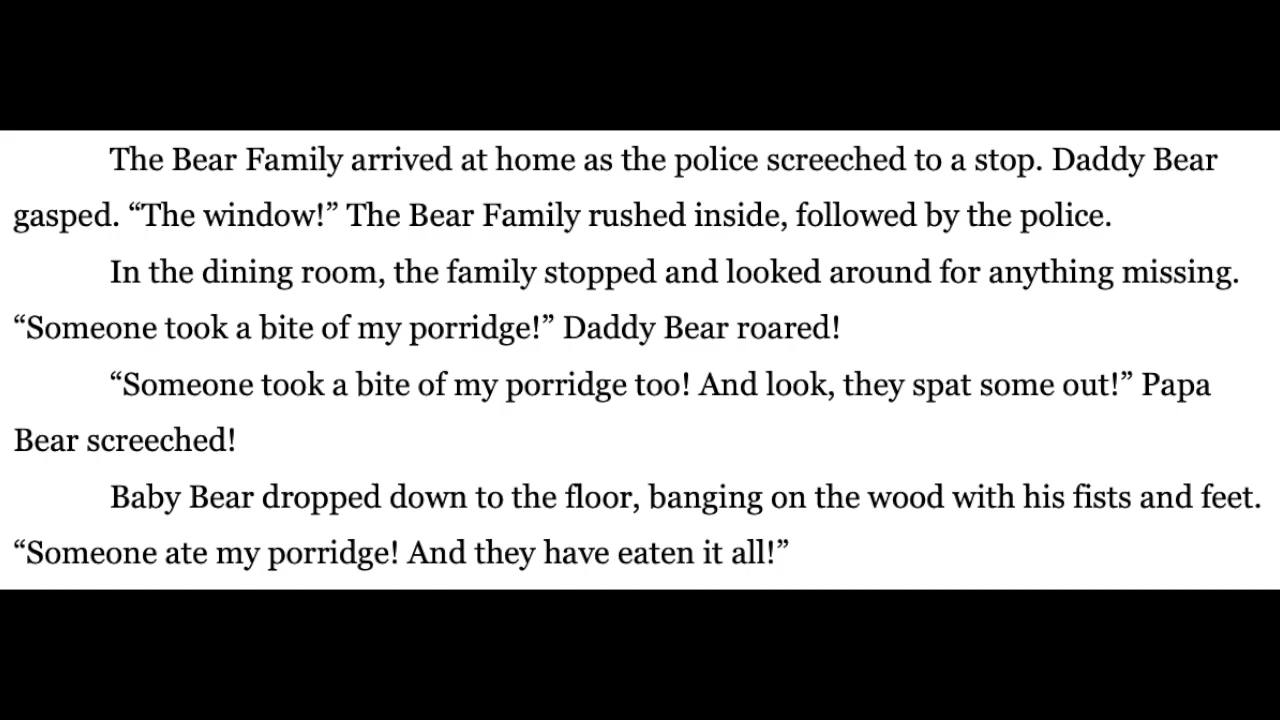 The Bear Family arrived at home as the police screeched to a stop. Daddy Bear
gasped. “The window!” The Bear Family rushed inside, followed by the police.
In the dining room, the family stopped and looked around for anything missing.
“Someone took a bite of my porridge!” Daddy Bear roared!
“Someone took a bite of my porridge too! And look, they spat some out!” Papa
Bear screeched!
Baby Bear dropped down to the floor, banging on the wood with his fists and feet.
“Someone ate my porridge! And they have eaten it all!”